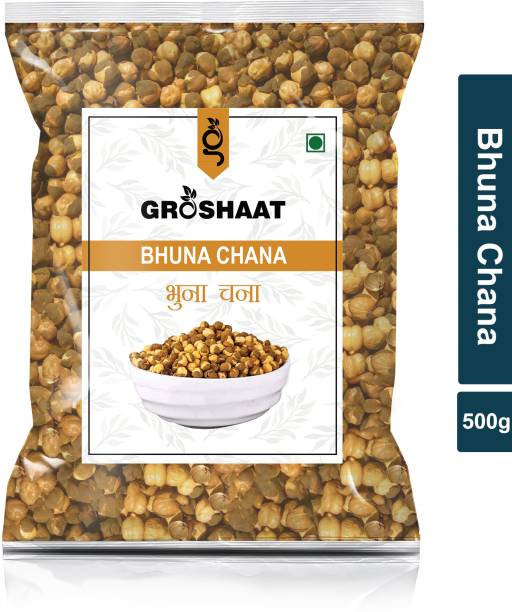 GROSHAAT
BHUNA CHANA
भुना चना
Bhuna Chana
500g